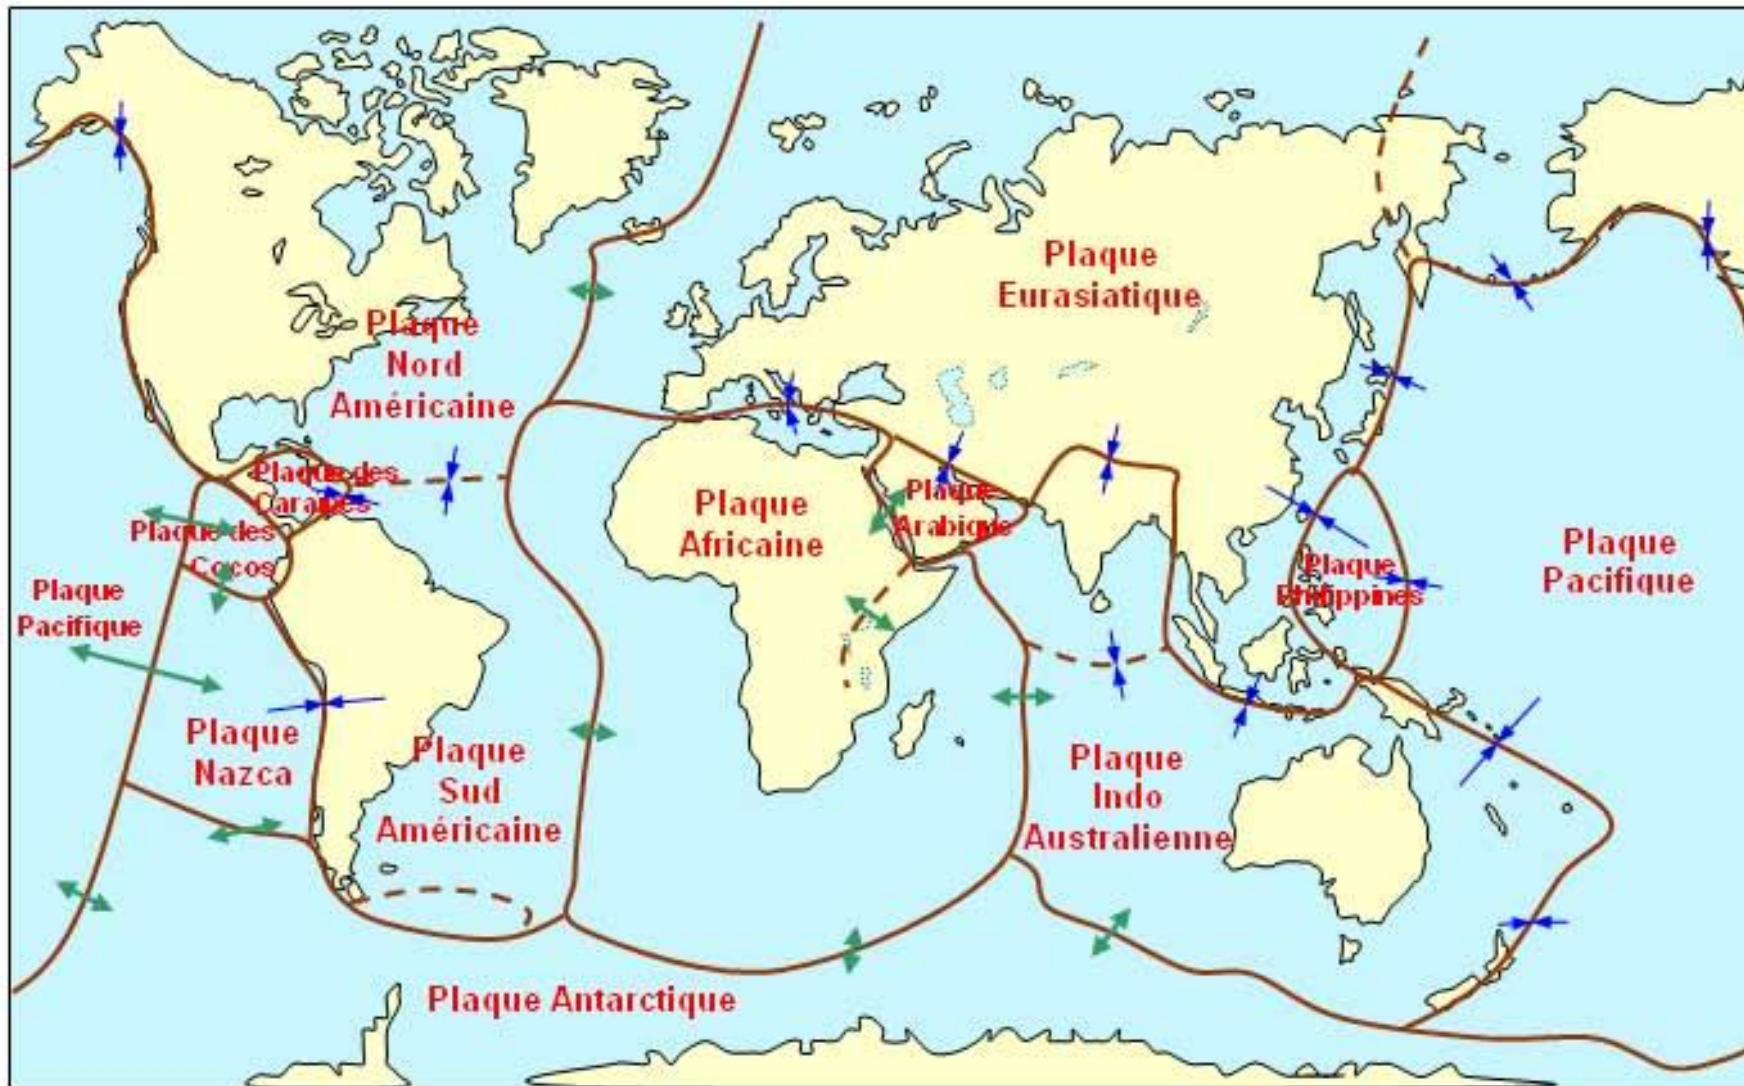 Plaque
Eurasiatique
Plaque
Nord
Américaine
Plaque des
Caraïbes
Plaque des
Cocos
Plaque
Pacifique
Plaque
Africaine
Plaque
Arabique
Plaque
Philippines
Plaque
Pacifique
Plaque
Nazca
Plaque
Sud
Américaine
Plaque
Indo
Australienne
Plaque Antarctique